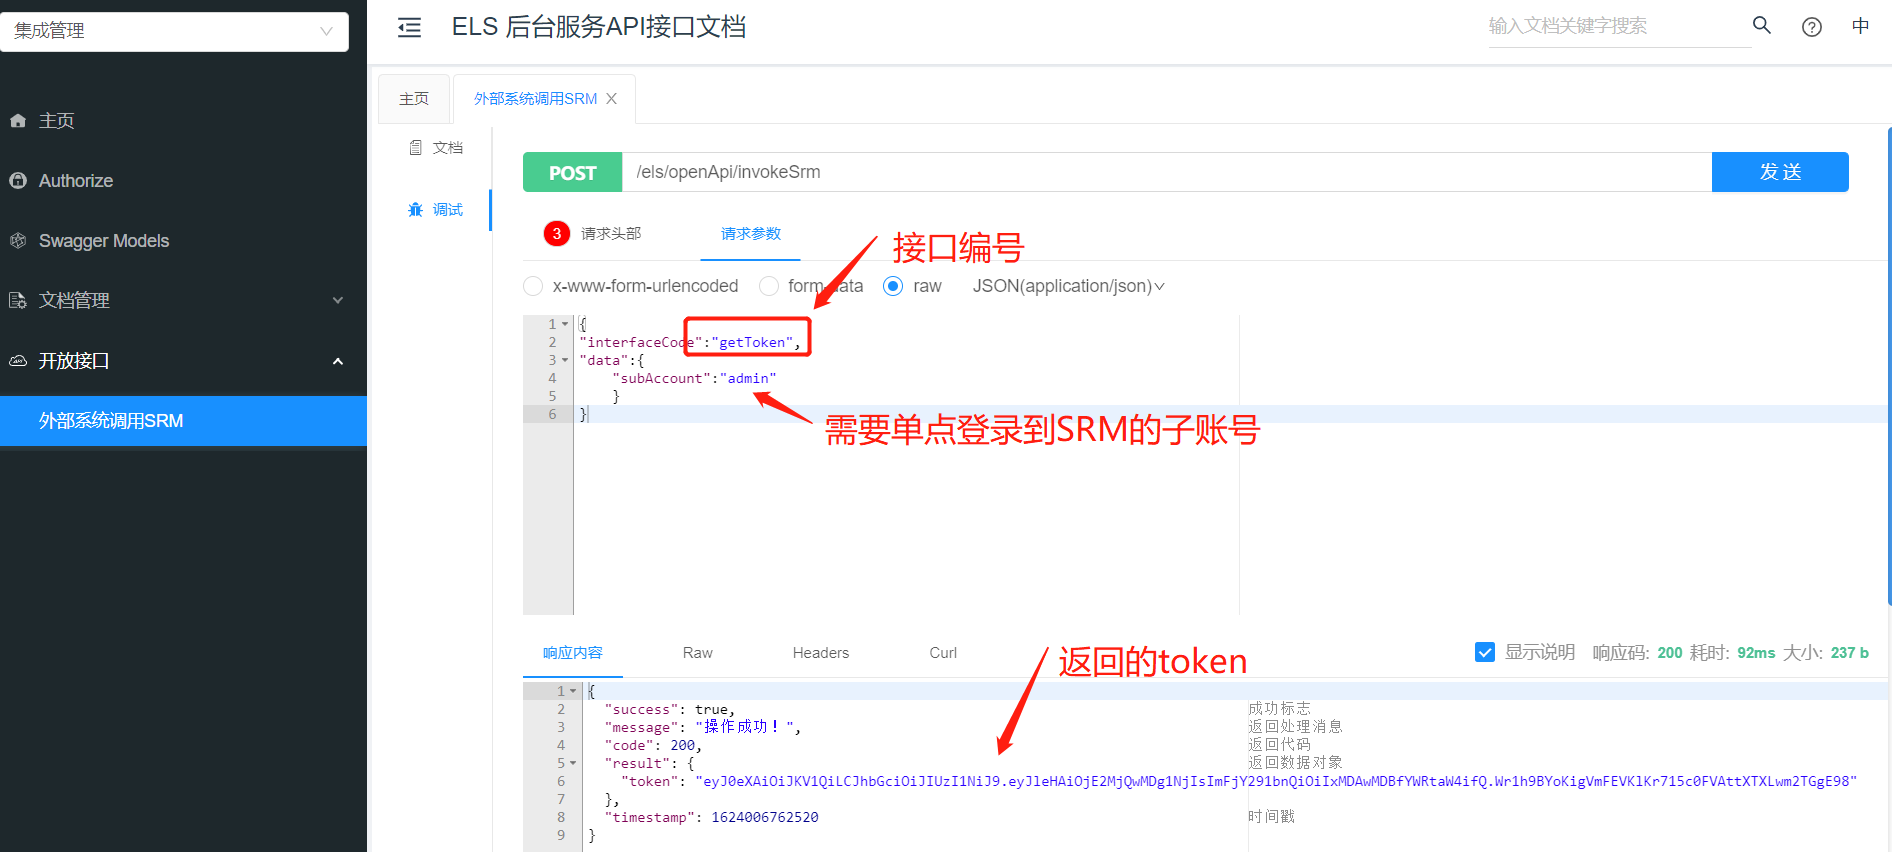 集成管理
ELS 后台服务API接口文档
输入文档关键字搜索
中
主页
外部系统调用SRM X
主页
Authorize
Swagger Models
文档管理
开放接口
外部系统调用SRM
文档
调试
POST /els/openApi/invokeSrm 发 送
3 请求头部 请求参数
接口编号
x-www-form-urlencoded form-data raw JSON(application/json)
1 {
2 "interfaceCode":"getToken",
3 "data":{
4 "subAccount":"admin"
5 }
6 }
需要单点登录到SRM的子账号
响应内容 Raw Headers Curl
返回的token
显示说明 响应码: 200 耗时: 92ms 大小: 237 b
1 {
2 "success": true, 成功标志
3 "message": "操作成功！", 返回处理消息
4 "code": 200, 返回代码
5 "result": { 返回数据对象
6 "token": "eyJ0eXAiOiJKV1QiLCJhbGciOiJIUzI1NiJ9.eyJleHAiOjE2MjQwMDg1NjIsImFjY291bnQiOiIxMDAwMDBfYWRtaW4ifQ.Wr1h9BYoKigVmFEVKlKr715c0FVAttXTXLwm2TGgE98"
7 },
8 "timestamp": 1624006762520 时间戳
9 }